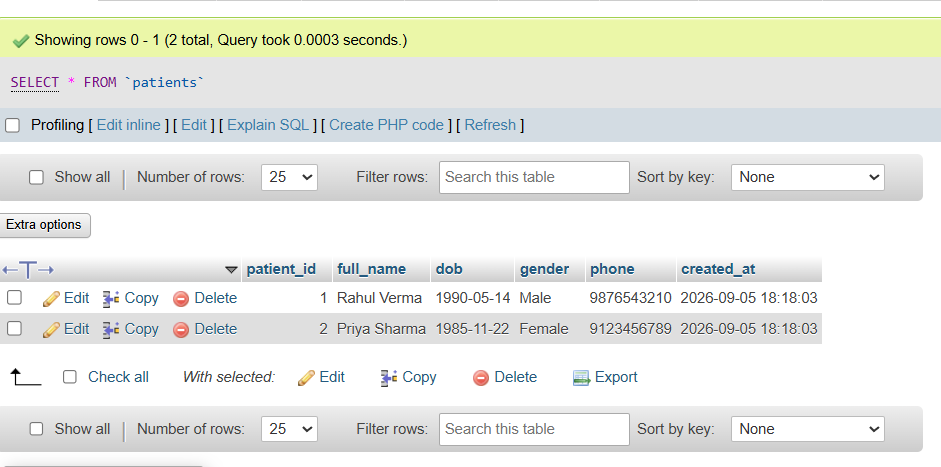 Showing rows 0 - 1 (2 total, Query took 0.0003 seconds.)
SELECT * FROM `patients`
Profiling [ Edit inline ] [ Edit ] [ Explain SQL ] [ Create PHP code ] [ Refresh ]
Show all | Number of rows: 25 Filter rows: Search this table Sort by key: None
Extra options
←T→ patient_id full_name dob gender phone created_at
Edit Copy Delete 1 Rahul Verma 1990-05-14 Male 9876543210 2026-09-05 18:18:03
Edit Copy Delete 2 Priya Sharma 1985-11-22 Female 9123456789 2026-09-05 18:18:03
Check all With selected: Edit Copy Delete Export
Show all | Number of rows: 25 Filter rows: Search this table Sort by key: None